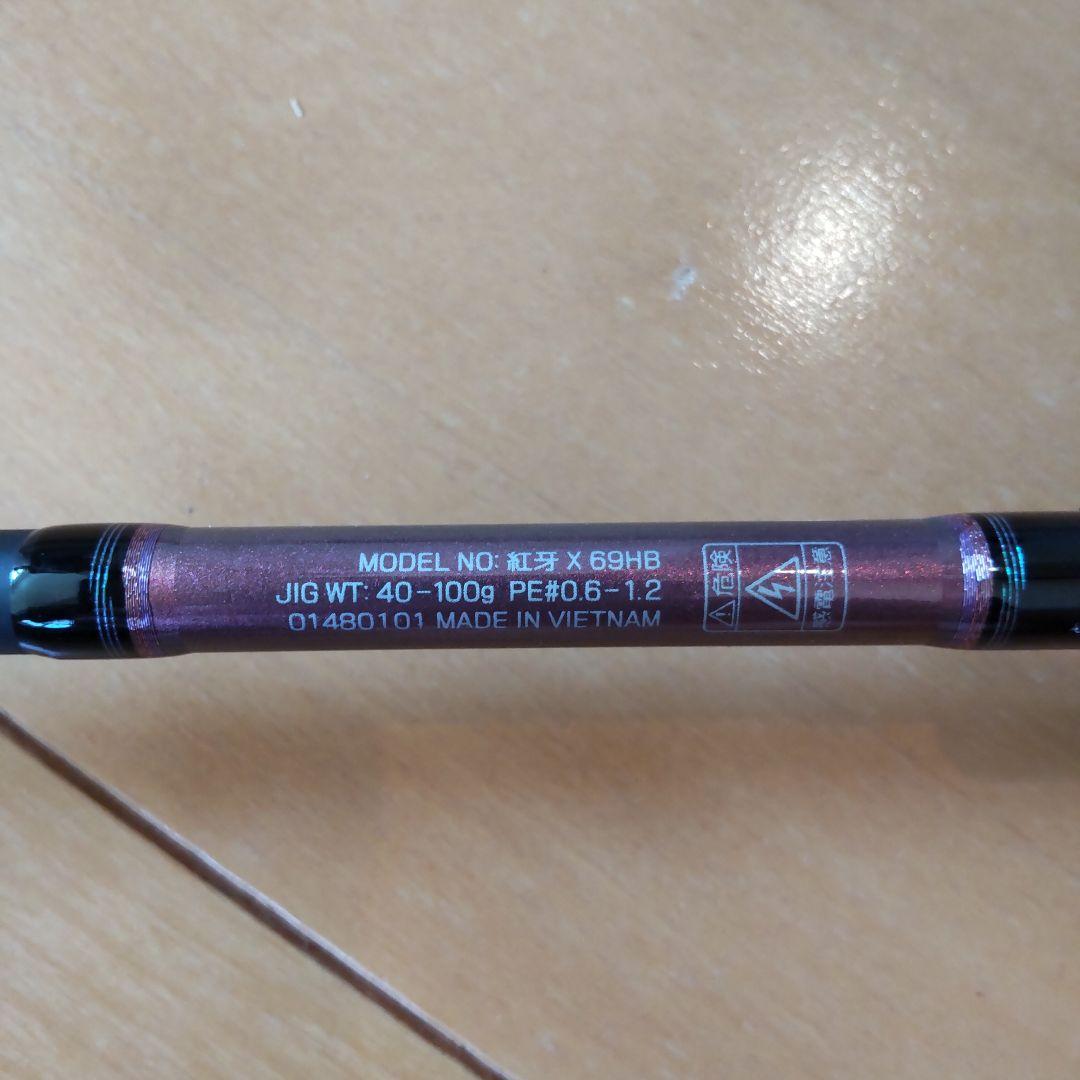 MODEL NO: 紅牙 X 69HB
JIG WT: 40-100g PE#0.6-1.2
01480101 MADE IN VIETNAM
危険
感電注意